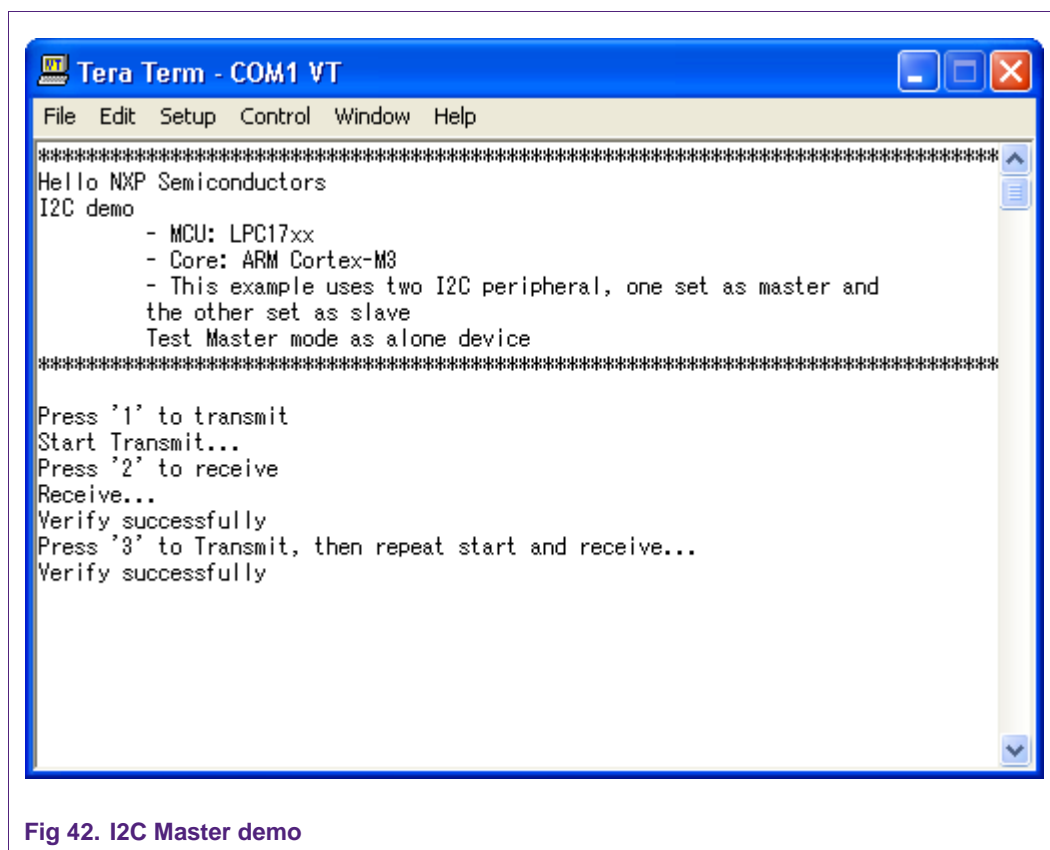 Tera Term - COM1 VT
File Edit Setup Control Window Help
********************************************************************************
Hello NXP Semiconductors
I2C demo
- MCU: LPC17xx
- Core: ARM Cortex-M3
- This example uses two I2C peripheral, one set as master and
the other set as slave
Test Master mode as alone device
********************************************************************************
Press '1' to transmit
Start Transmit...
Press '2' to receive
Receive...
Verify successfully
Press '3' to Transmit, then repeat start and receive...
Verify successfully
Fig 42. I2C Master demo